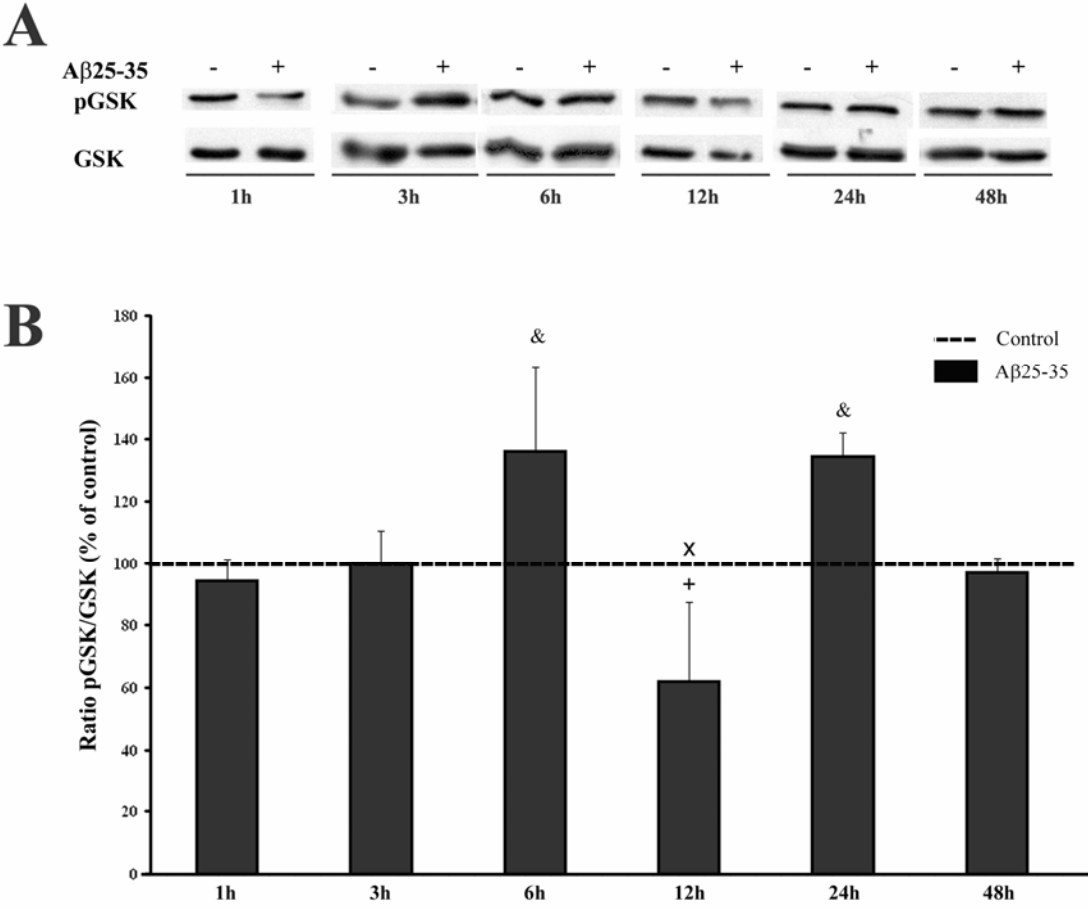 A
Aβ25-35 - + - + - + - + - + - +
pGSK
GSK
1h 3h 6h 12h 24h 48h
B
Ratio pGSK/GSK (% of control)
180
160
140
120
100
80
60
40
20
0
&
x
+
&
Control
Aβ25-35
1h 3h 6h 12h 24h 48h